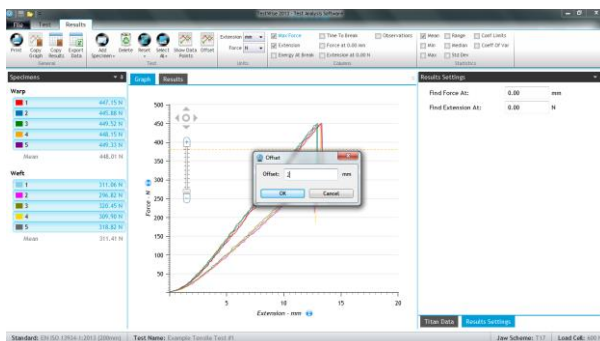 TestWise 2013 - Test Analysis Software
File Test Results
Print Copy Graph Copy Results Export Data Add Specimen Delete Reset Select All Show Data Points Offset
Extension mm
Force N
Max Force Time To Break Observations
Extension Force at 0.00 mm
Energy At Break Extension at 0.00 N
Mean Range Conf Limits
Min Median Coeff Of Var
Max Std Dev
General Test Units Columns Statistics
Specimens
Graph Results
Results Settings
Warp
1 447.15 N
2 445.88 N
3 449.52 N
4 448.15 N
5 449.33 N
Mean 448.01 N
Weft
1 311.06 N
2 296.82 N
3 320.45 N
4 309.90 N
5 318.82 N
Mean 311.41 N
Force - N
500
450
400
350
300
250
200
150
100
50
5 10 15 20
Extension - mm
Offset
Offset: 2 mm
OK Cancel
Find Force At: 0.00 mm
Find Extension At: 0.00 N
Titan Data Results Settings
Standard: EN ISO 13934-1:2013 (200mm) Test Name: Example Tensile Test #1 Jaw Scheme: T17 Load Cell: 600